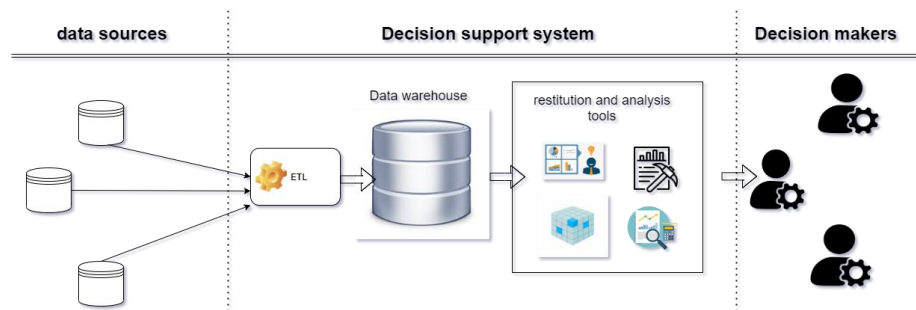 data sources
Decision support system
Decision makers
Data warehouse
restitution and analysis
tools
ETL